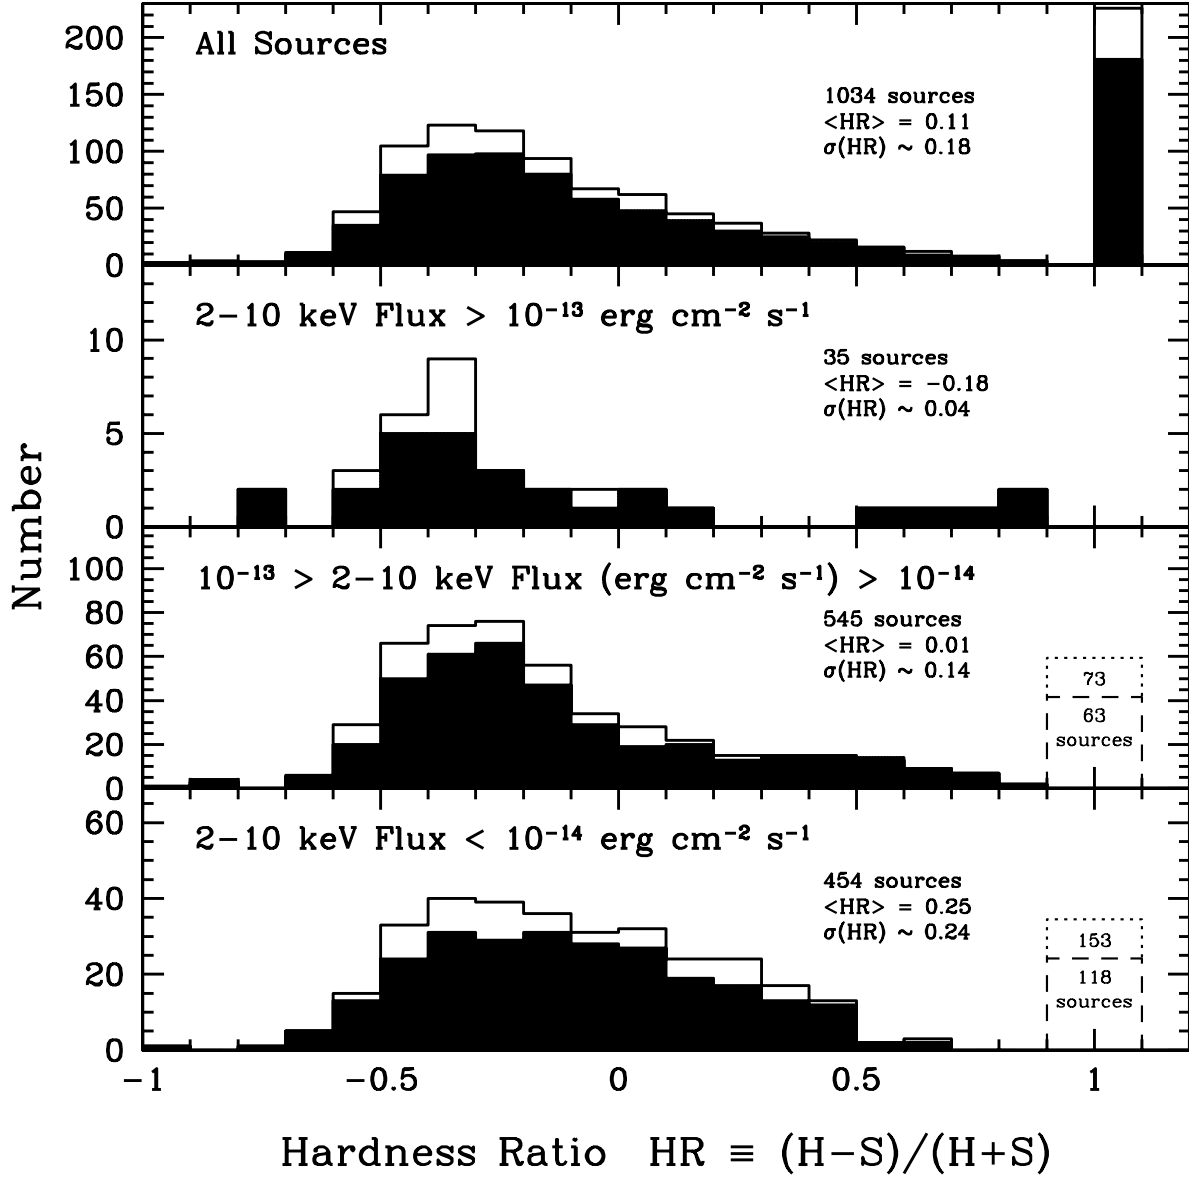 All Sources
1034 sources
<HR> = 0.11
σ(HR) ~ 0.18
200
150
100
50
0
2−10 keV Flux > 10⁻¹³ erg cm⁻² s⁻¹
35 sources
<HR> = −0.18
σ(HR) ~ 0.04
10
5
0
Number
10⁻¹³ > 2−10 keV Flux (erg cm⁻² s⁻¹) > 10⁻¹⁴
545 sources
<HR> = 0.01
σ(HR) ~ 0.14
73
63
sources
100
80
60
40
20
0
2−10 keV Flux < 10⁻¹⁴ erg cm⁻² s⁻¹
454 sources
<HR> = 0.25
σ(HR) ~ 0.24
153
118
sources
60
40
20
0
−1 −0.5 0 0.5 1
Hardness Ratio HR ≡ (H−S)/(H+S)